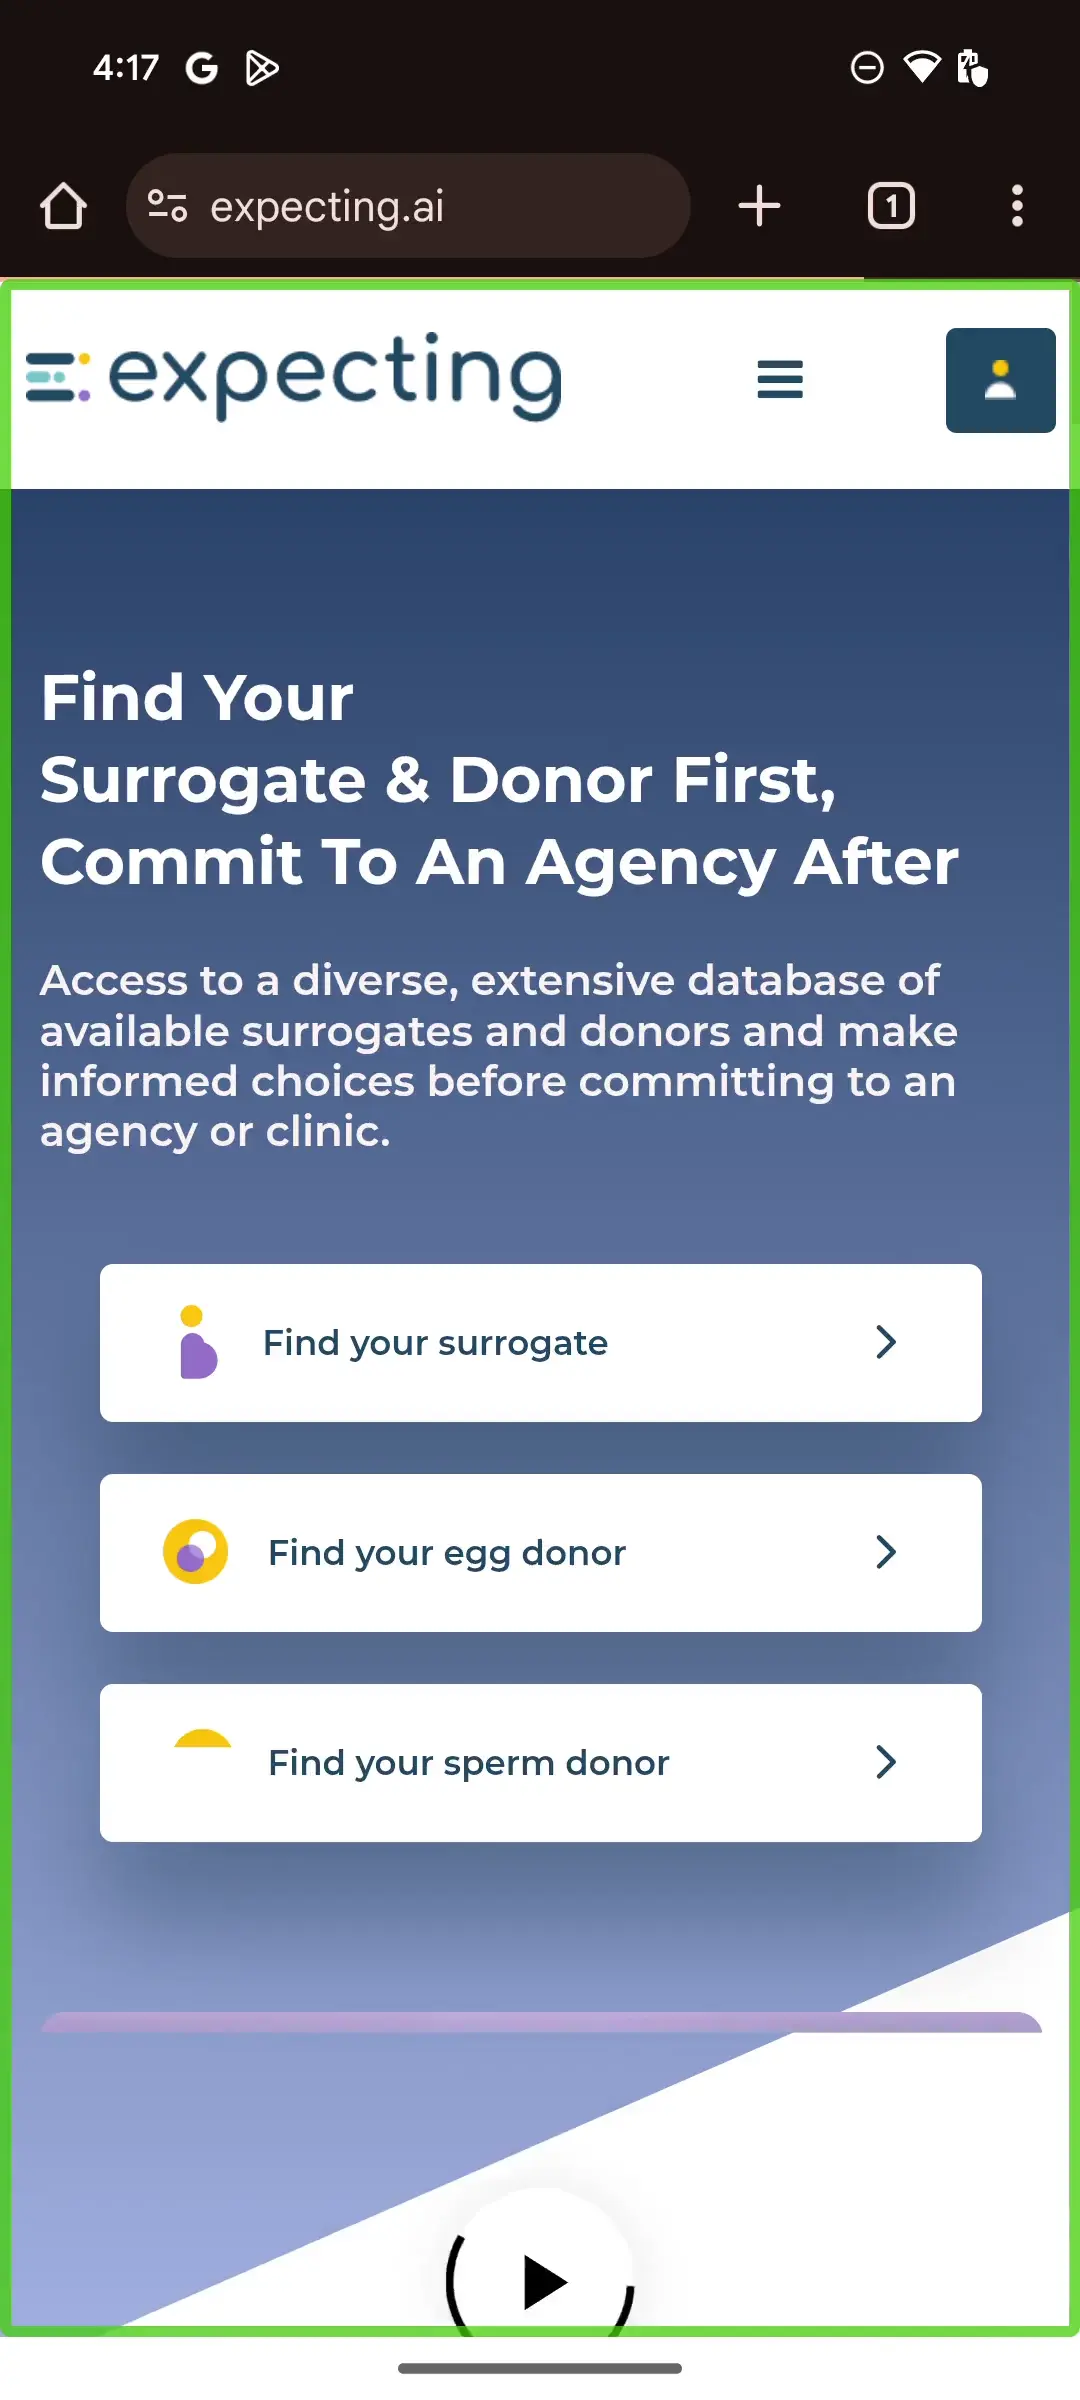 4:17
expecting.ai
1
expecting
Find Your
Surrogate & Donor First,
Commit To An Agency After
Access to a diverse, extensive database of
available surrogates and donors and make
informed choices before committing to an
agency or clinic.
Find your surrogate
Find your egg donor
Find your sperm donor